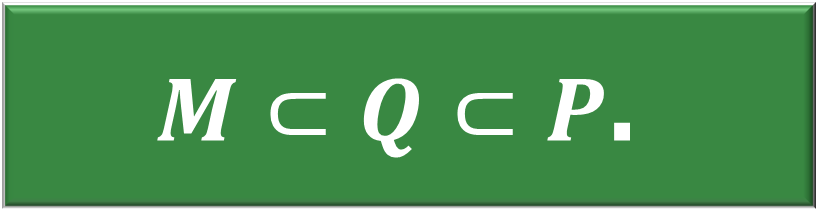 M ⊂ Q ⊂ P.